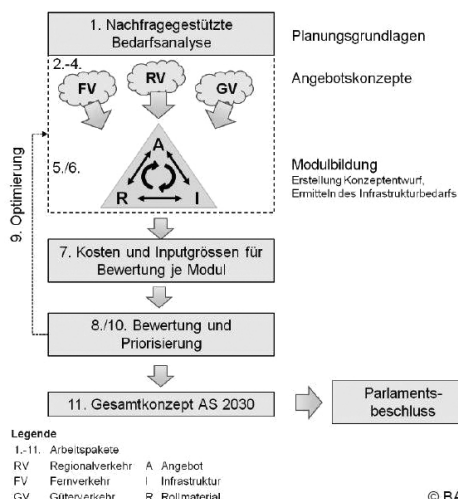 1. Nachfragegestützte
Bedarfsanalyse
Planungsgrundlagen
2.-4.
FV
RV
GV
Angebotskonzepte
A
R
I
5./6.
Modulbildung
Erstellung Konzeptentwurf,
Ermitteln des Infrastrukturbedarfs
9. Optimierung
7. Kosten und Inputgrössen für
Bewertung je Modul
8./10. Bewertung und
Priorisierung
11. Gesamtkonzept AS 2030
Parlaments-
beschluss
Legende
1.-11. Arbeitspakete
RV Regionalverkehr A Angebot
FV Fernverkehr I Infrastruktur
GV Güterverkehr R Rollmaterial